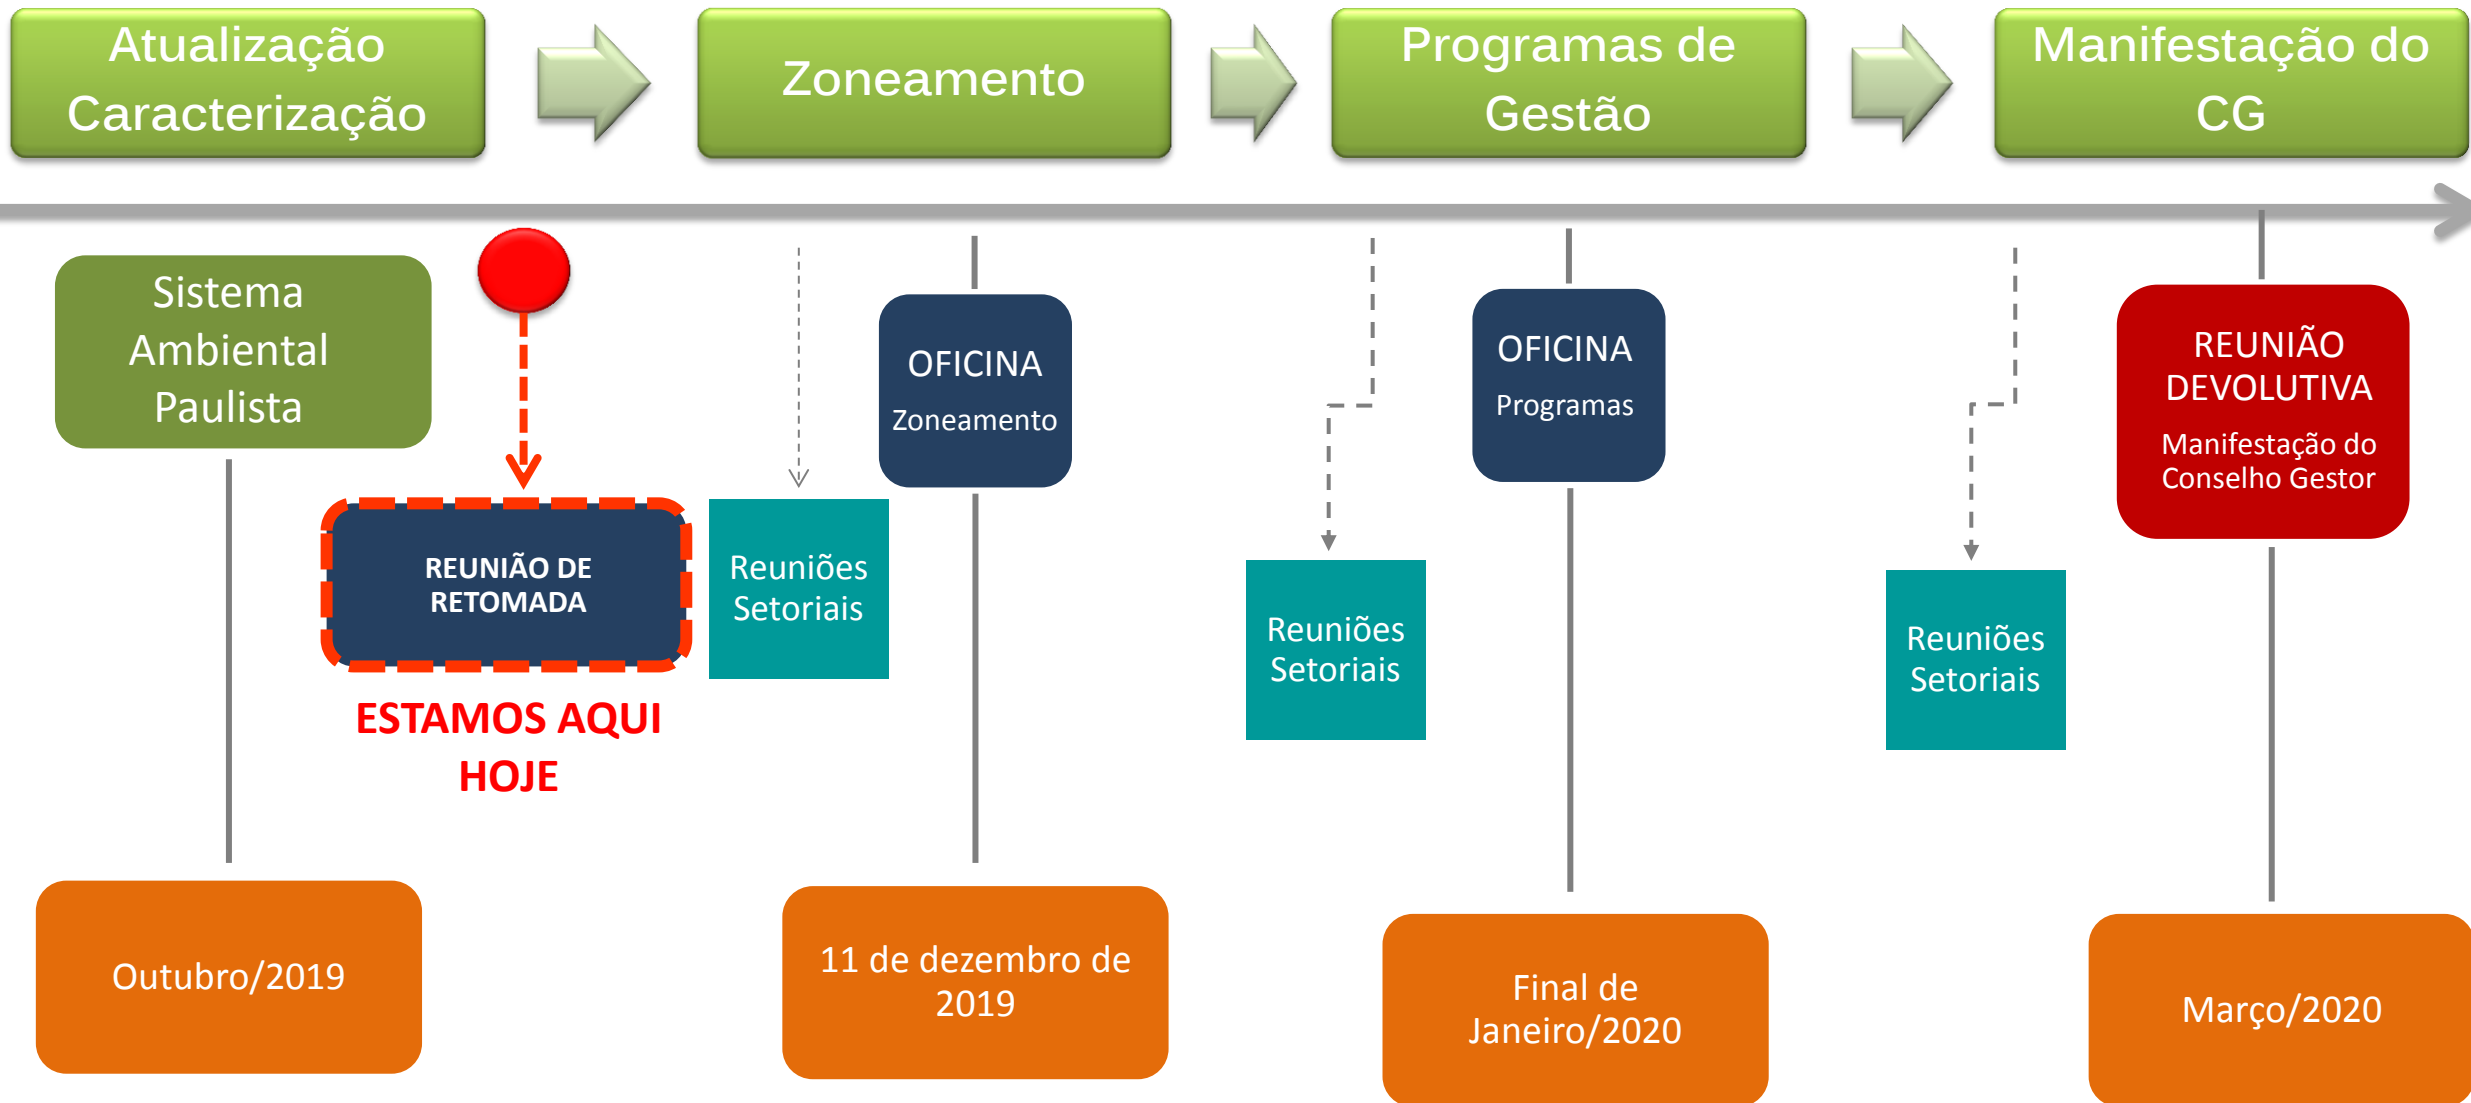 Atualização
Caracterização
Zoneamento
Programas de
Gestão
Manifestação do
CG
Sistema
Ambiental
Paulista
REUNIÃO DE
RETOMADA
ESTAMOS AQUI
HOJE
Reuniões
Setoriais
OFICINA
Zoneamento
Reuniões
Setoriais
OFICINA
Programas
Reuniões
Setoriais
REUNIÃO
DEVOLUTIVA
Manifestação do
Conselho Gestor
Outubro/2019
11 de dezembro de
2019
Final de
Janeiro/2020
Março/2020